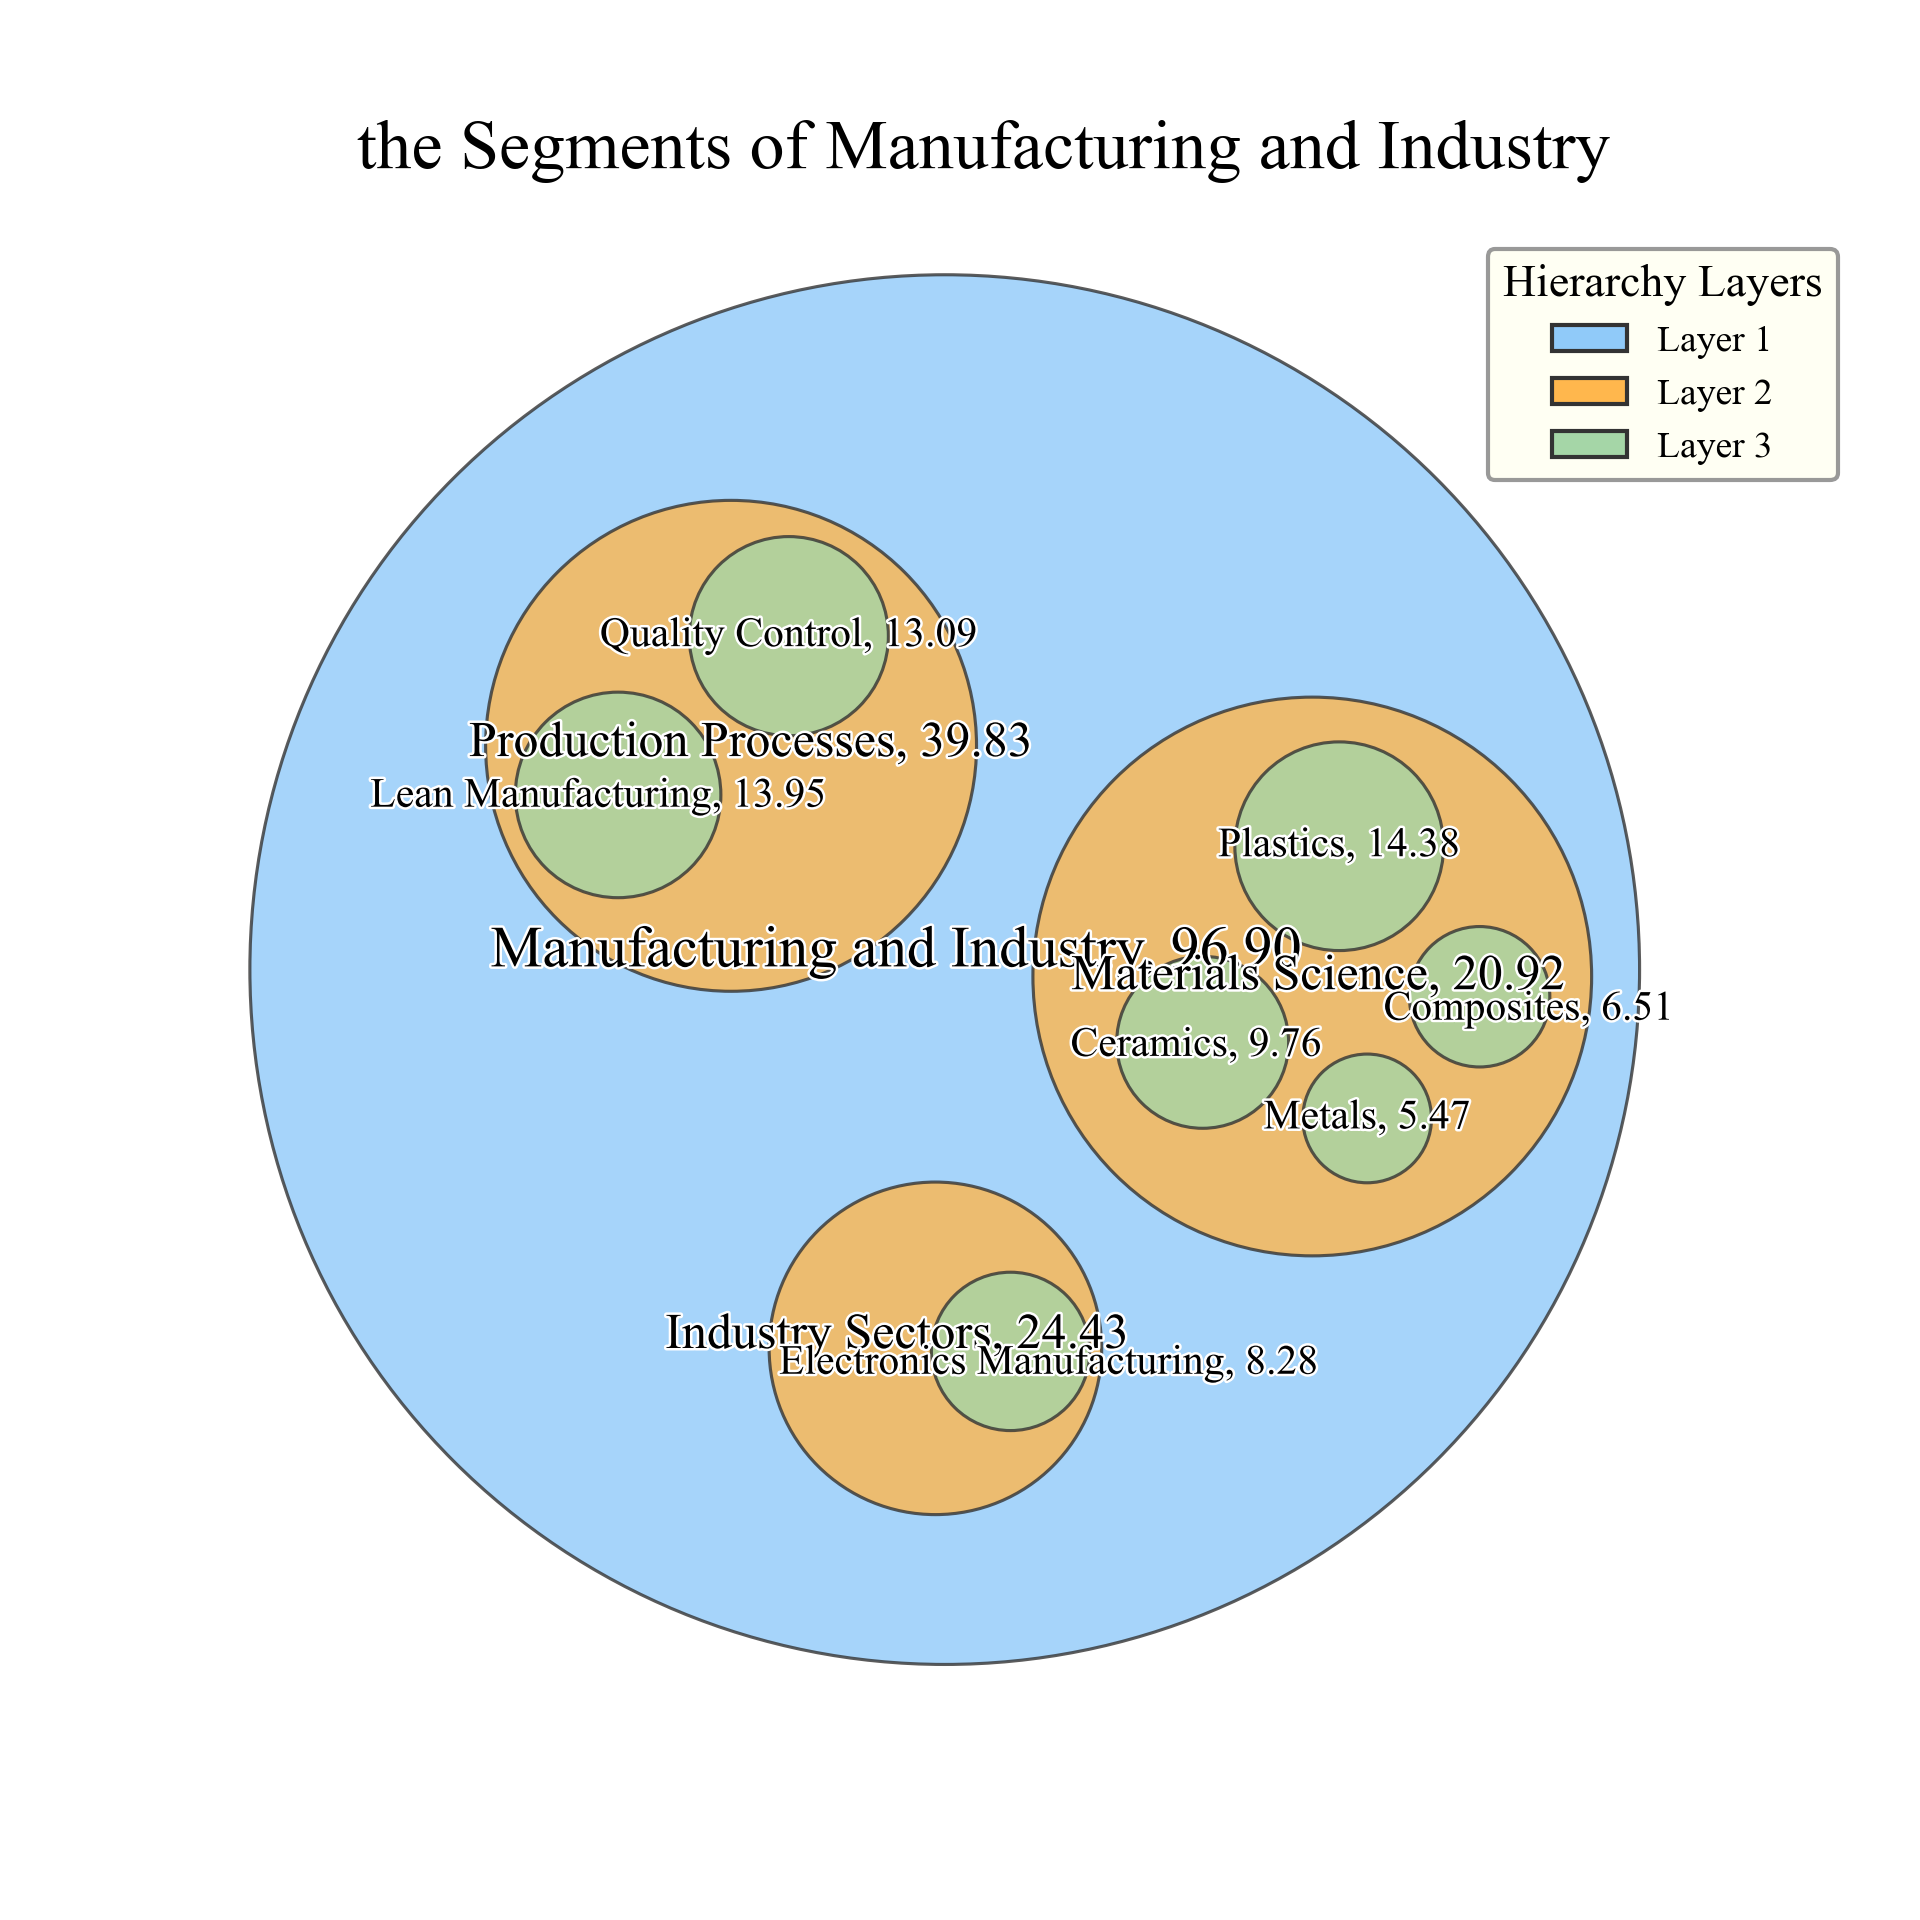 the Segments of Manufacturing and Industry
Hierarchy Layers
Layer 1
Layer 2
Layer 3
Quality Control, 13.09
Production Processes, 39.83
Lean Manufacturing, 13.95
Plastics, 14.38
Manufacturing and Industry, 96.90
Materials Science, 20.92
Composites, 6.51
Ceramics, 9.76
Metals, 5.47
Industry Sectors, 24.43
Electronics Manufacturing, 8.28